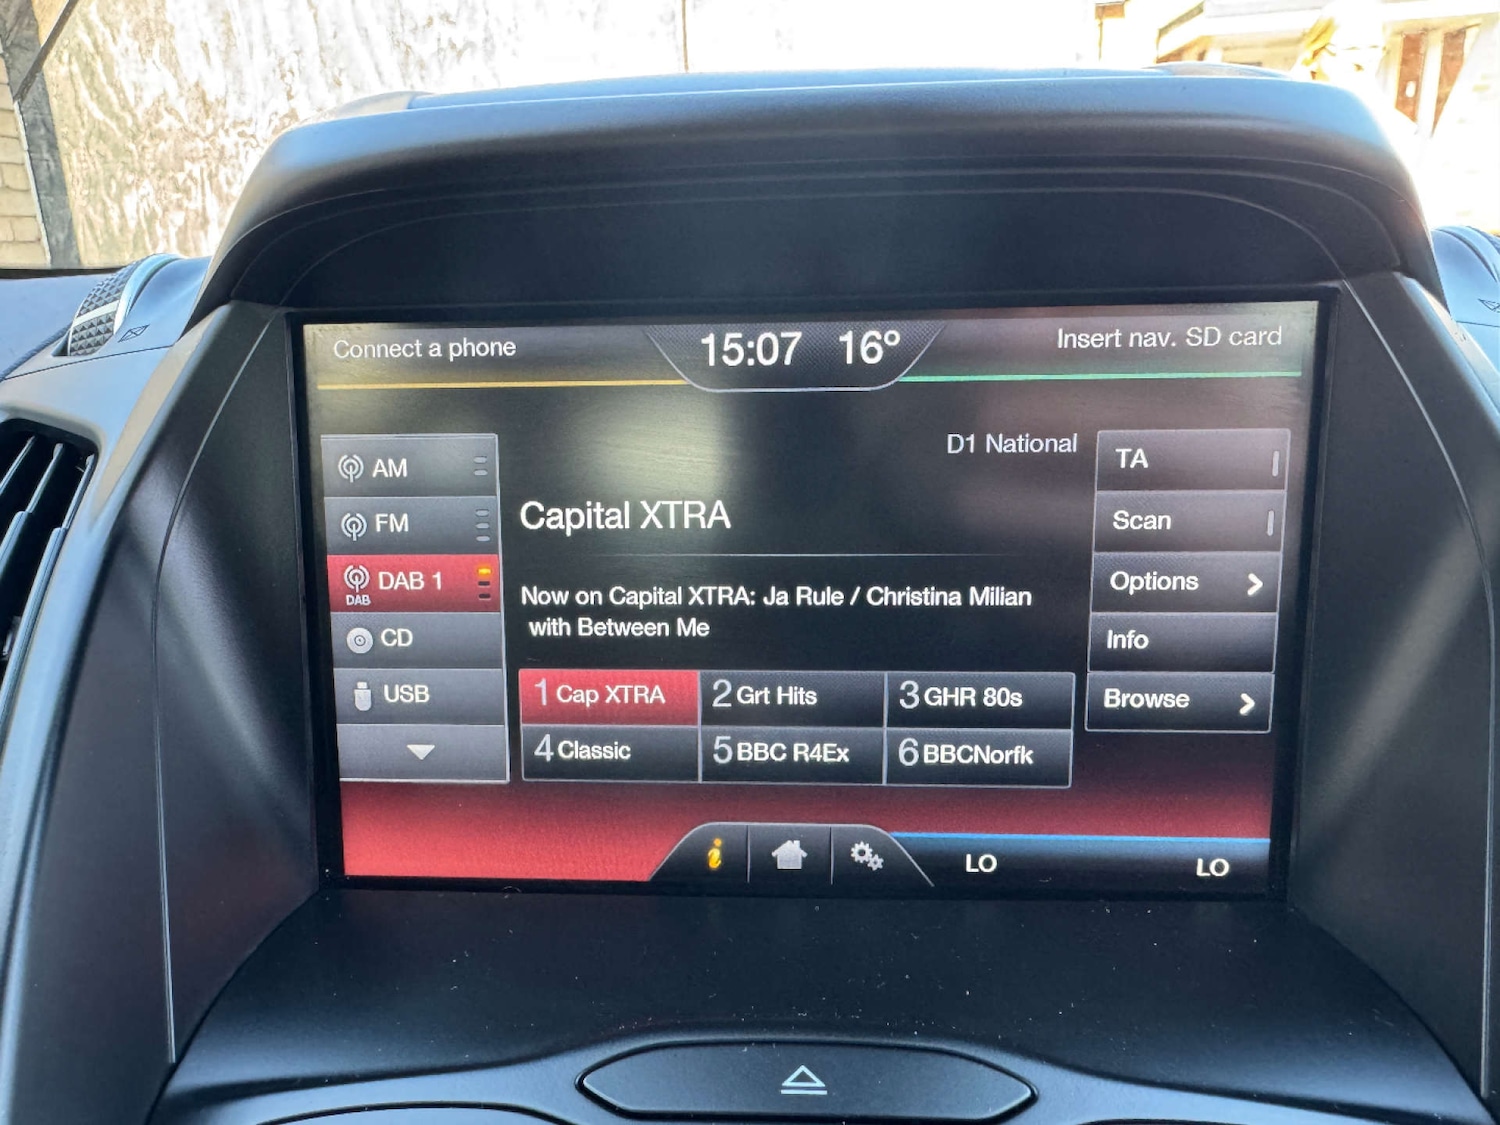 Connect a phone
15:07 16°
Insert nav. SD card
AM
FM
DAB 1
DAB
CD
USB
D1 National
Capital XTRA
Now on Capital XTRA: Ja Rule / Christina Milian
with Between Me
1 Cap XTRA
2 Grt Hits
3 GHR 80s
4 Classic
5 BBC R4Ex
6 BBCNorfk
TA
Scan
Options
Info
Browse
i
LO
LO